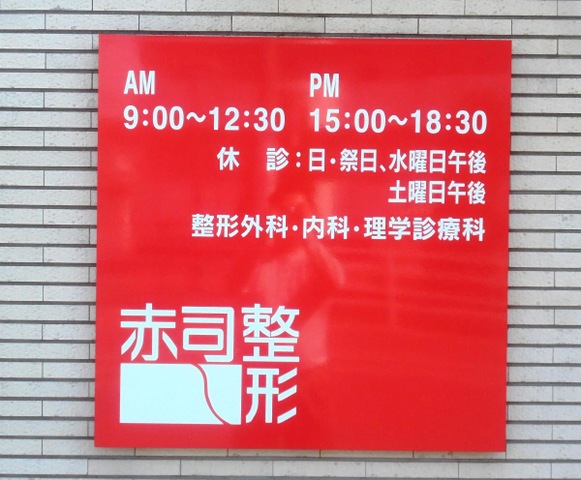 AM PM
9:00～12:30 15:00～18:30
休 診：日・祭日、水曜日午後
土曜日午後
整形外科・内科・理学診療科
赤司整
形